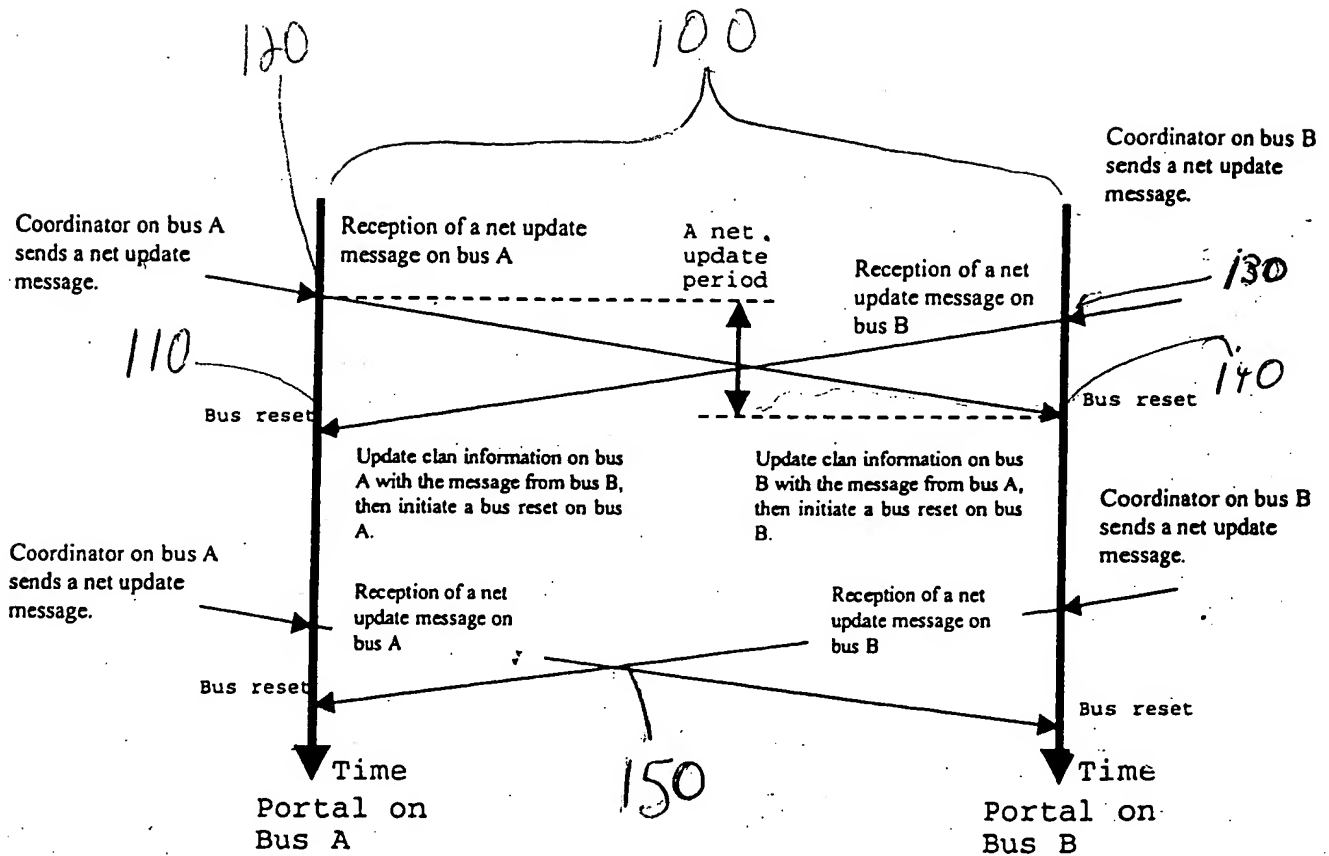 120
100
Coordinator on bus B
sends a net update
message.
Coordinator on bus A
sends a net update
message.
Reception of a net update
message on bus A
A net
update
period
Reception of a net
update message on
bus B
130
110
140
Bus reset
Bus reset
Update clan information on bus
A with the message from bus B,
then initiate a bus reset on bus
A.
Update clan information on bus
B with the message from bus A,
then initiate a bus reset on bus
B.
Coordinator on bus B
sends a net update
message.
Coordinator on bus A
sends a net update
message.
Reception of a net
update message on
bus A
Reception of a net
update message on
bus B
Bus reset
Bus reset
150
Time
Time
Portal on
Bus A
Portal on
Bus B